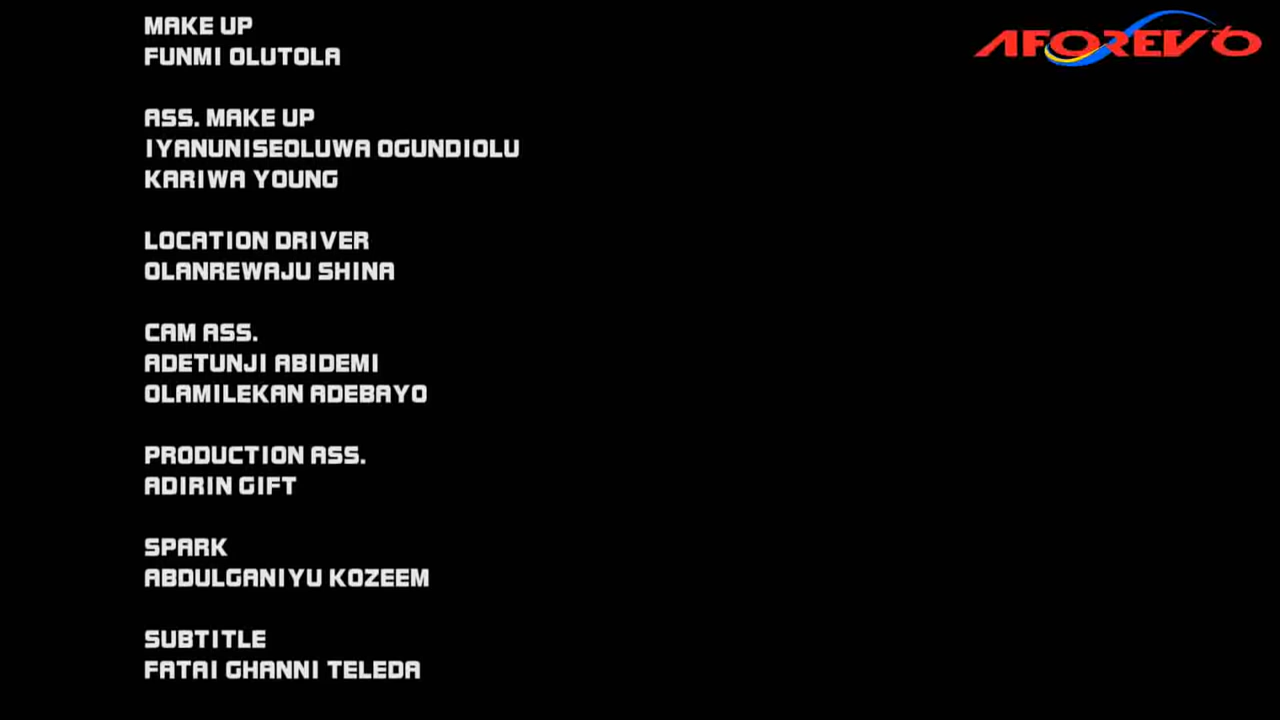 MAKE UP
FUNMI OLUTOLA
AFOREVO
ASS. MAKE UP
IYANUNISEOLUWA OGUNDIOLU
KARIWA YOUNG
LOCATION DRIVER
OLANREWAJU SHINA
CAM ASS.
ADETUNJI ABIDEMI
OLAMILEKAN ADEBAYO
PRODUCTION ASS.
ADIRIN GIFT
SPARK
ABDULGANIYU KOZEEM
SUBTITLE
FATAI GHANNI TELEDA